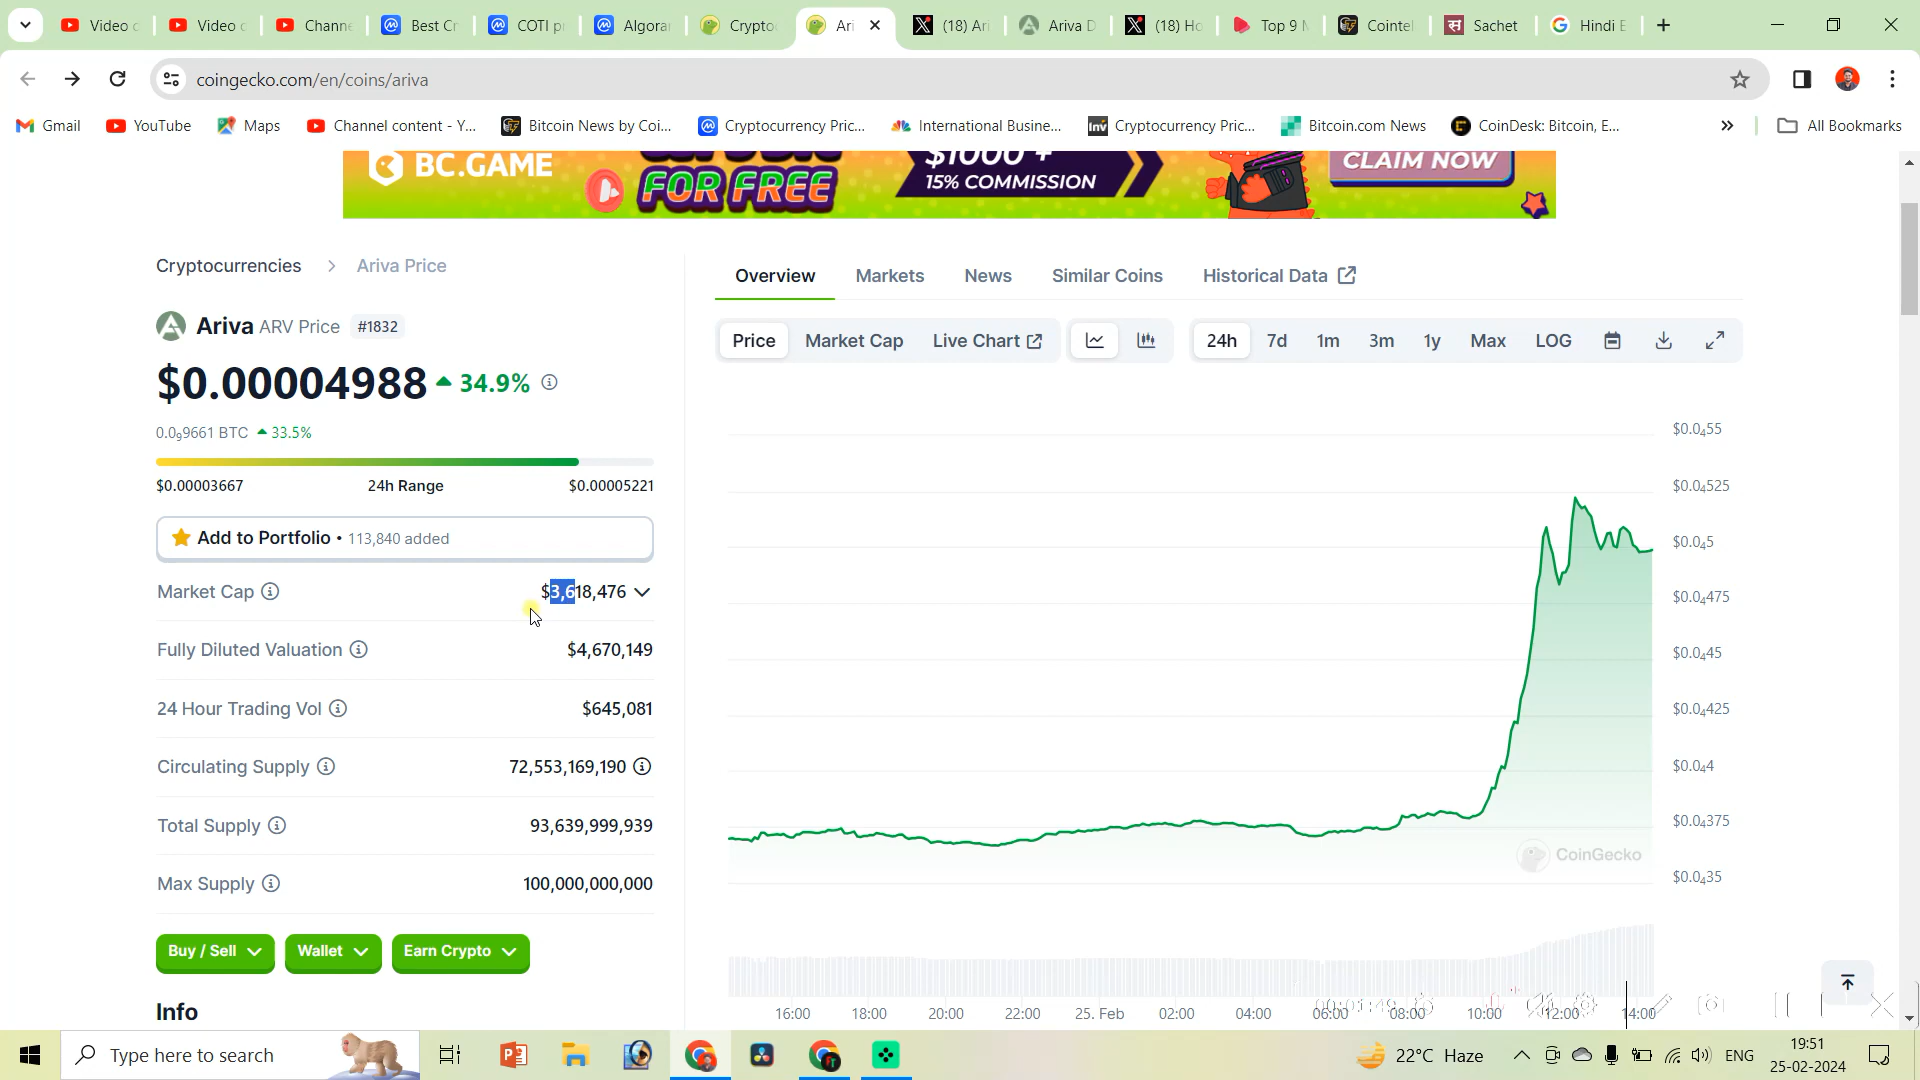 Video c
Video c
Channe
Best Cr
COTI p
Algorar
Crypto
Ari
(18) Ari
Ariva D
(18) Ho
Top 9 N
Cointel
Sachet
Hindi E
coingecko.com/en/coins/ariva
Gmail
YouTube
Maps
Channel content - Y...
Bitcoin News by Coi...
Cryptocurrency Pric...
International Busine...
Cryptocurrency Pric...
Bitcoin.com News
CoinDesk: Bitcoin, E...
All Bookmarks
BC.GAME
FOR FREE
$1000 +
15% COMMISSION
CLAIM NOW
Cryptocurrencies
Ariva Price
Ariva ARV Price #1832
$0.00004988 34.9%
0.0₉9661 BTC 33.5%
$0.00003667 24h Range $0.00005221
Add to Portfolio • 113,840 added
Market Cap $3,618,476
Fully Diluted Valuation $4,670,149
24 Hour Trading Vol $645,081
Circulating Supply 72,553,169,190
Total Supply 93,639,999,939
Max Supply 100,000,000,000
Buy / Sell
Wallet
Earn Crypto
Info
Overview Markets News Similar Coins Historical Data
Price Market Cap Live Chart 24h 7d 1m 3m 1y Max LOG
$0.0₄55
$0.0₄525
$0.0₄5
$0.0₄475
$0.0₄45
$0.0₄425
$0.0₄4
$0.0₄375
$0.0₄35
CoinGecko
16:00 18:00 20:00 22:00 25. Feb 02:00 04:00 06:00 08:00 10:00 12:00 14:00
00:01:49
Type here to search
22°C Haze
ENG
19:51
25-02-2024